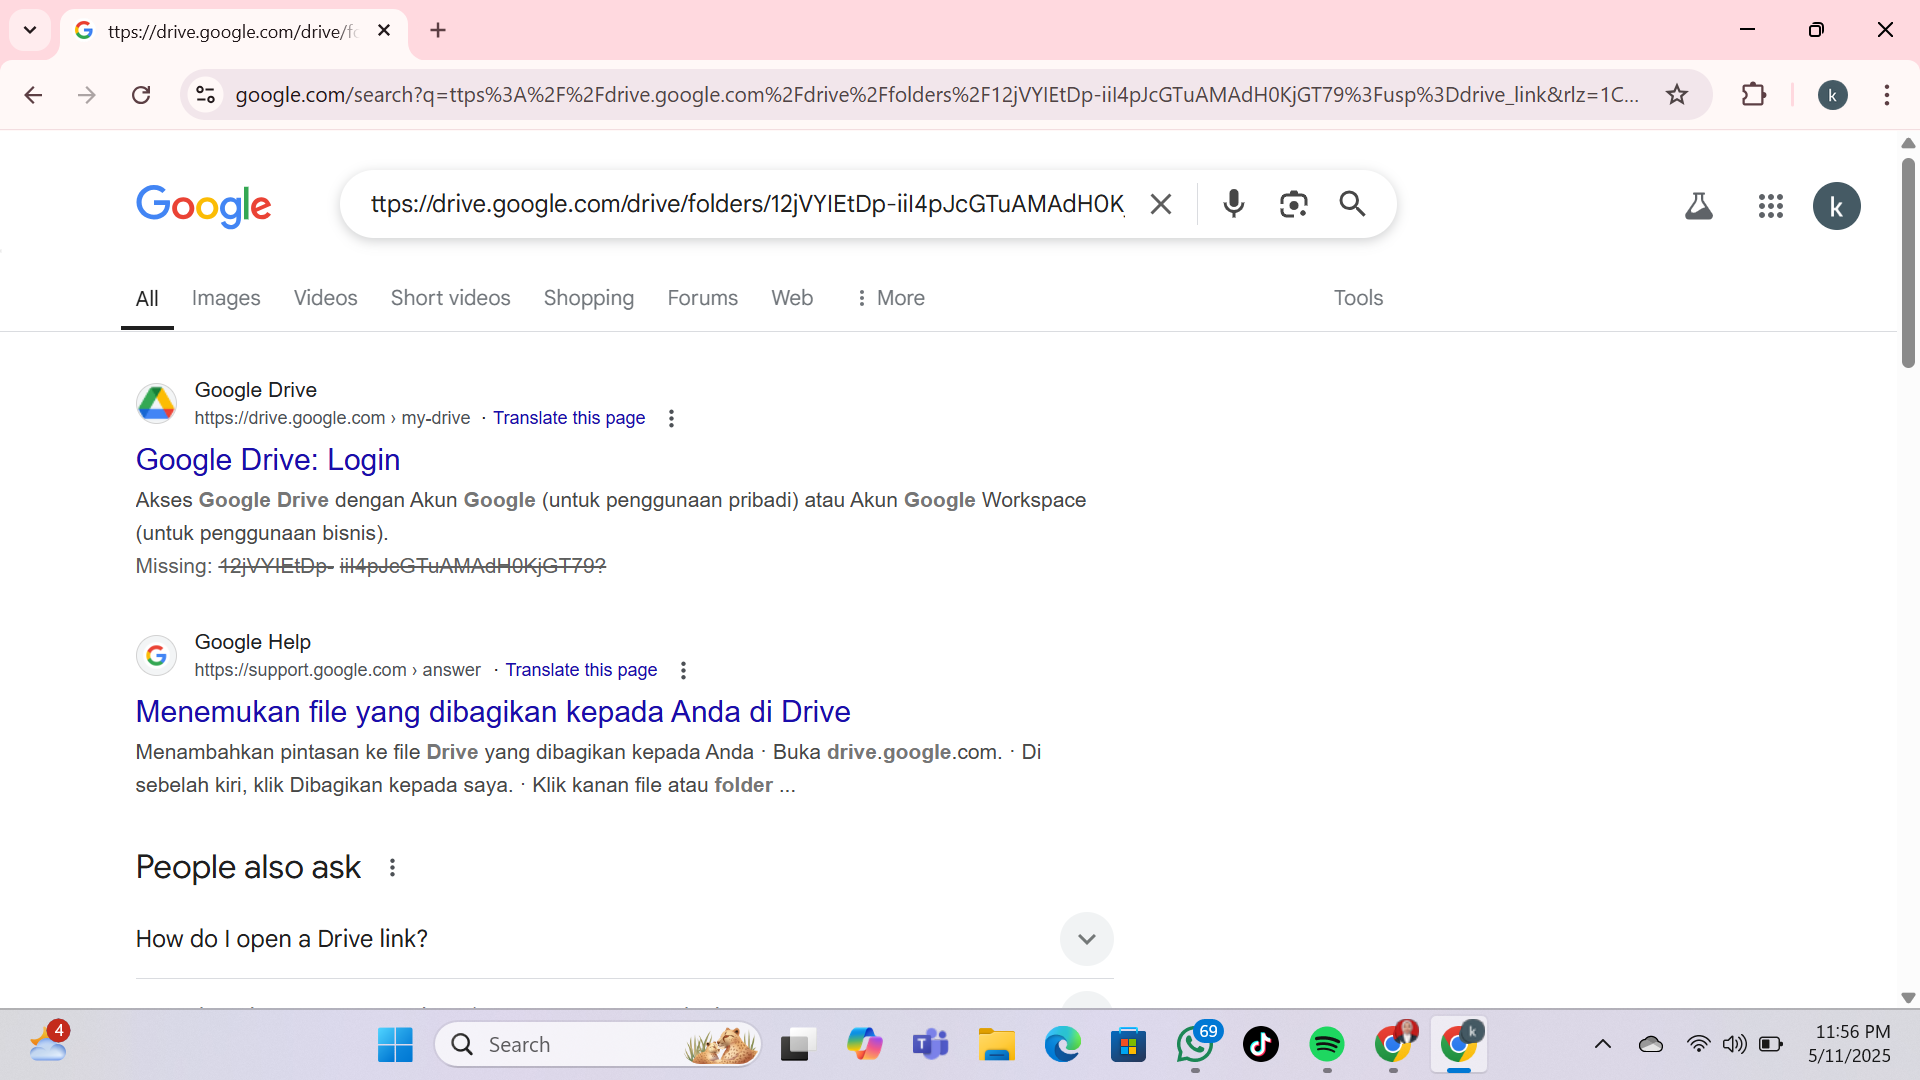 ttps://drive.google.com/drive/fo
google.com/search?q=ttps%3A%2F%2Fdrive.google.com%2Fdrive%2Ffolders%2F12jVYIEtDp-iiI4pJcGTuAMAdH0KjGT79%3Fusp%3Ddrive_link&rlz=1C...
k
Google
ttps://drive.google.com/drive/folders/12jVYIEtDp-iiI4pJcGTuAMAdH0K
k
All Images Videos Short videos Shopping Forums Web More Tools
Google Drive
https://drive.google.com › my-drive · Translate this page
Google Drive: Login
Akses Google Drive dengan Akun Google (untuk penggunaan pribadi) atau Akun Google Workspace
(untuk penggunaan bisnis).
Missing: 12jVYIEtDp- iiI4pJcGTuAMAdH0KjGT79?
Google Help
https://support.google.com › answer · Translate this page
Menemukan file yang dibagikan kepada Anda di Drive
Menambahkan pintasan ke file Drive yang dibagikan kepada Anda · Buka drive.google.com. · Di
sebelah kiri, klik Dibagikan kepada saya. · Klik kanan file atau folder ...
People also ask
How do I open a Drive link?
4
Search
69
k
11:56 PM
5/11/2025